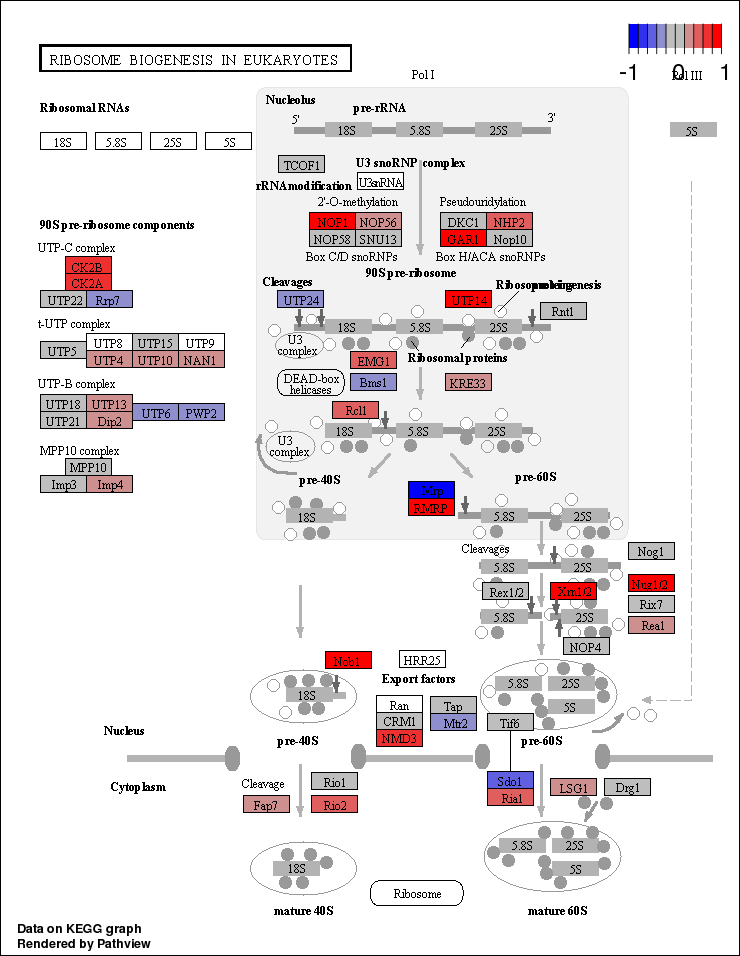 RIBOSOME BIOGENESIS IN EUKARYOTES
-1 0 1
Pol I
Pol III
Ribosomal RNAs
18S 5.8S 25S 5S
Nucleolus
pre-rRNA
5' 3'
18S 5.8S 25S
5S
TCOF1
U3 snoRNP complex
U3snRNA
rRNA modification
2'-O-methylation
Pseudouridylation
NOP1 NOP56
NOP58 SNU13
DKC1 NHP2
GAR1 Nop10
Box C/D snoRNPs
Box H/ACA snoRNPs
90S pre-ribosome
90S pre-ribosome components
UTP-C complex
CK2B
CK2A
UTP22 Rrp7
t-UTP complex
UTP5
UTP8 UTP15 UTP9
UTP4 UTP10 NAN1
UTP-B complex
UTP18 UTP13
UTP21 Dip2
UTP6 PWP2
MPP10 complex
MPP10
Imp3 Imp4
Cleavages
UTP24
UTP14
Rnt1
18S 5.8S 25S
U3
complex
Ribosomal proteins
EMG1
Bms1
DEAD-box
helicases
KRE33
Rcl1
18S 5.8S 25S
U3
complex
pre-40S
pre-60S
RMRP
18S
5.8S 25S
Cleavages
Nog1
5.8S 25S
Rex1/2
Xrn1/2
Nug1/2
Rix7
Rea1
5.8S 25S
NOP4
Nob1
HRR25
Export factors
Ran
CRM1
NMD3
Tap
Mtr2
Tif6
18S
5.8S 25S
5S
Nucleus
pre-40S
pre-60S
Cytoplasm
Cleavage
Fap7
Rio1
Rio2
Sdo1
Ria1
LSG1
Drg1
18S
5.8S 25S
5S
Ribosome
mature 40S
mature 60S
Data on KEGG graph
Rendered by Pathview